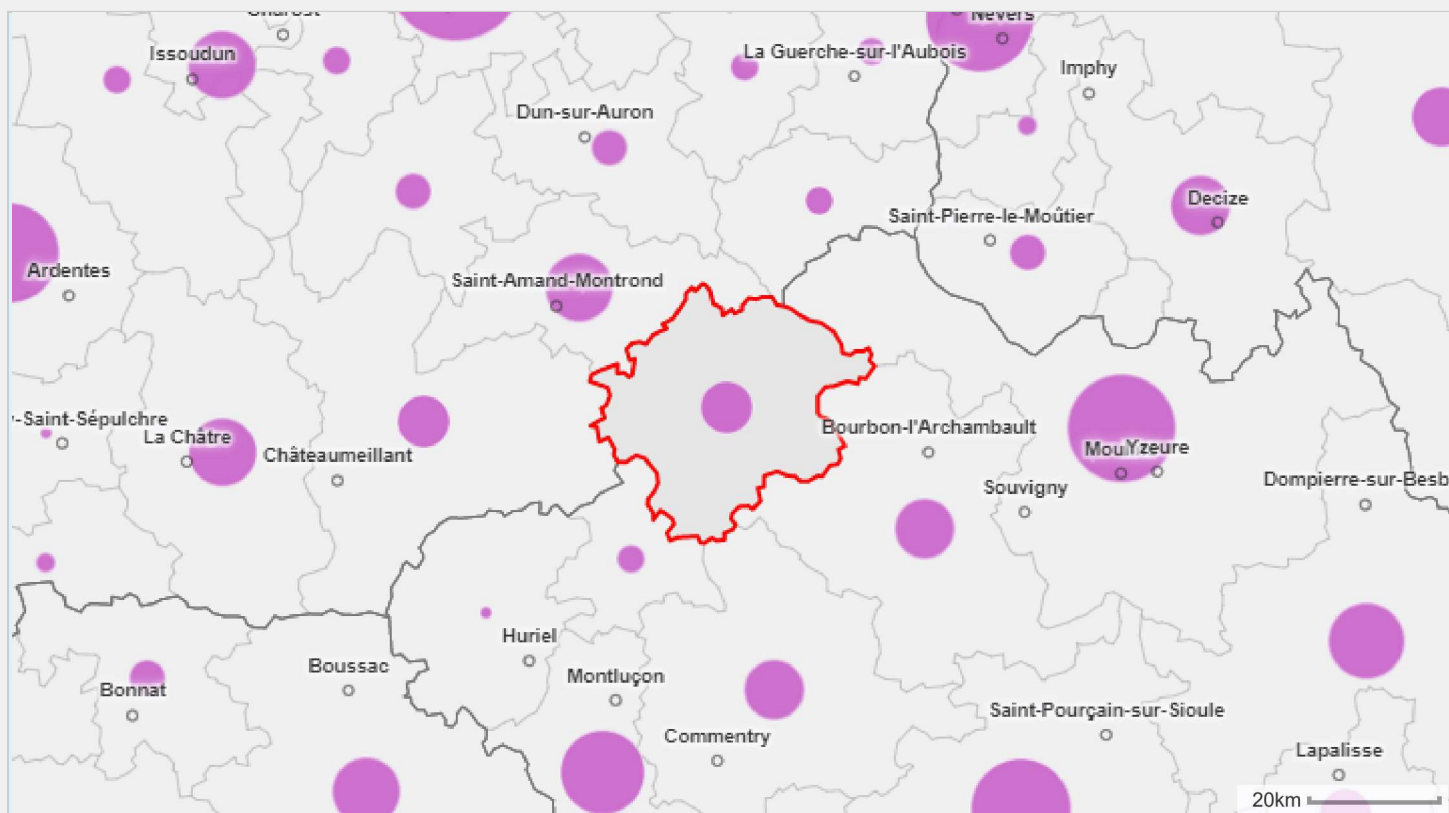 Nevers
Issoudun
La Guerche-sur-l'Aubois
Imphy
Dun-sur-Auron
Decize
Saint-Pierre-le-Moûtier
Ardentes
Saint-Amand-Montrond
y-Saint-Sépulchre
La Châtre
Châteaumeillant
Bourbon-l'Archambault
Yzeure
Souvigny
Dompierre-sur-Besb
Huriel
Boussac
Montluçon
Bonnat
Saint-Pourçain-sur-Sioule
Commentry
Lapalisse
20km